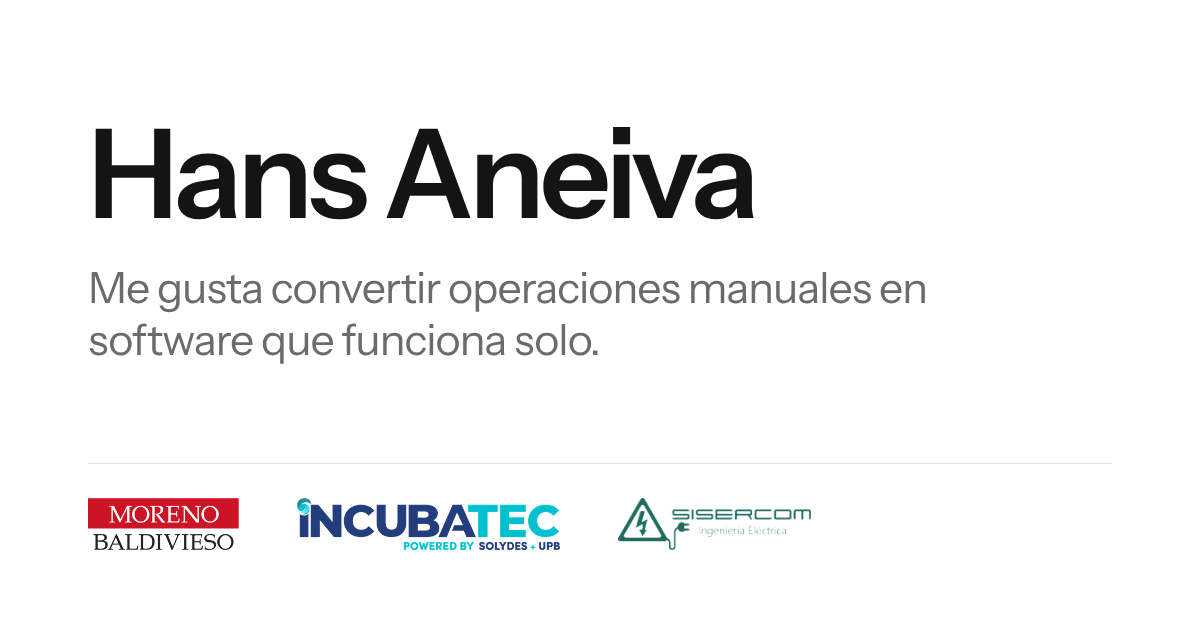 Hans Aneiva
Me gusta convertir operaciones manuales en
software que funciona solo.
MORENO
BALDIVIESO
INCUBATEC
POWERED BY SOLYDES + UPB
SISERCOM
Ingeniería Eléctrica